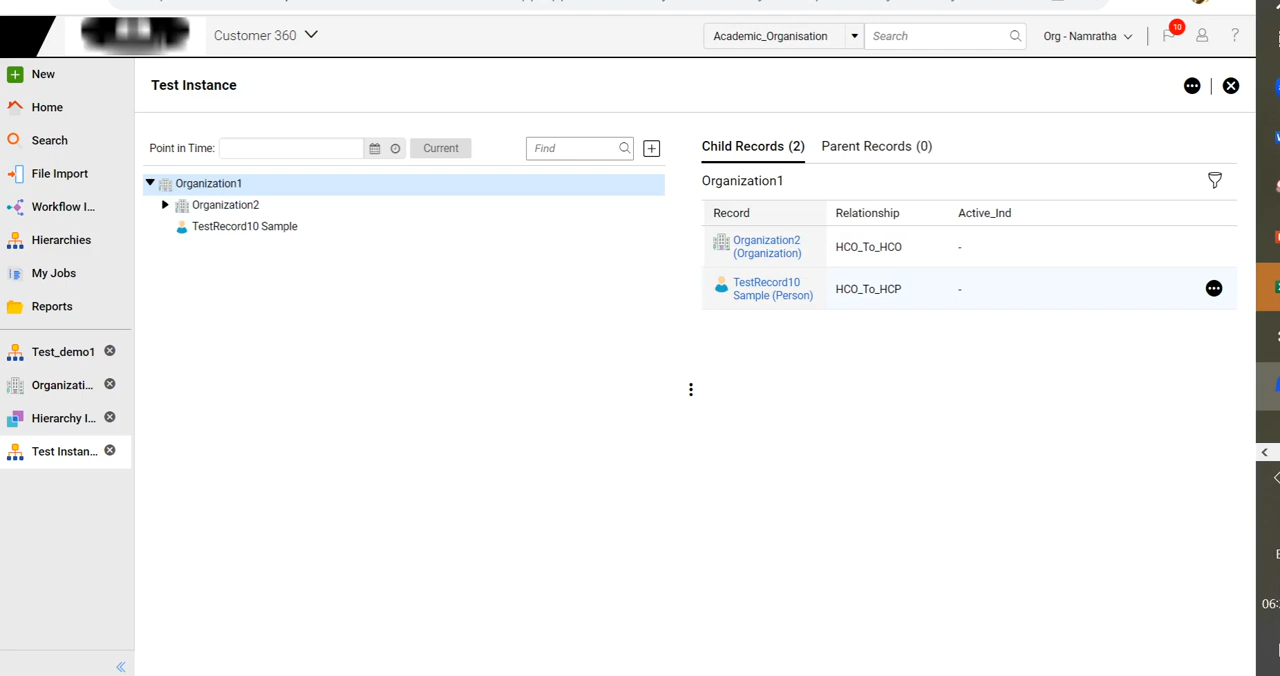 Customer 360
Academic_Organisation
Search
Org - Namratha
10
?
New
Home
Search
File Import
Workflow I...
Hierarchies
My Jobs
Reports
Test_demo1
Organizati...
Hierarchy I...
Test Instan...
Test Instance
Point in Time:
Current
Find
Organization1
Organization2
TestRecord10 Sample
Child Records (2)
Parent Records (0)
Organization1
Record Relationship Active_Ind
Organization2
(Organization)
HCO_To_HCO
-
TestRecord10
Sample (Person)
HCO_To_HCP
-